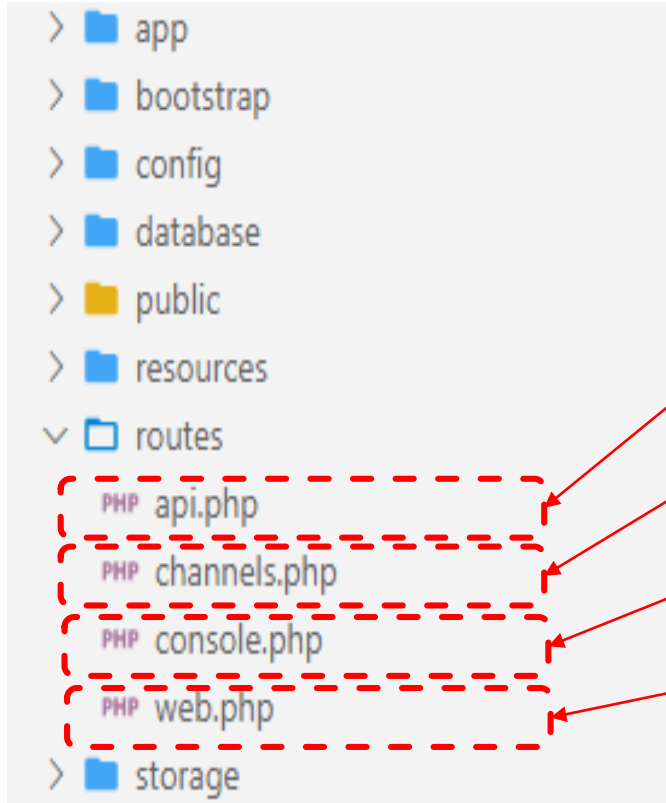 app
bootstrap
config
database
public
resources
routes
PHP api.php
PHP channels.php
PHP console.php
PHP web.php
storage